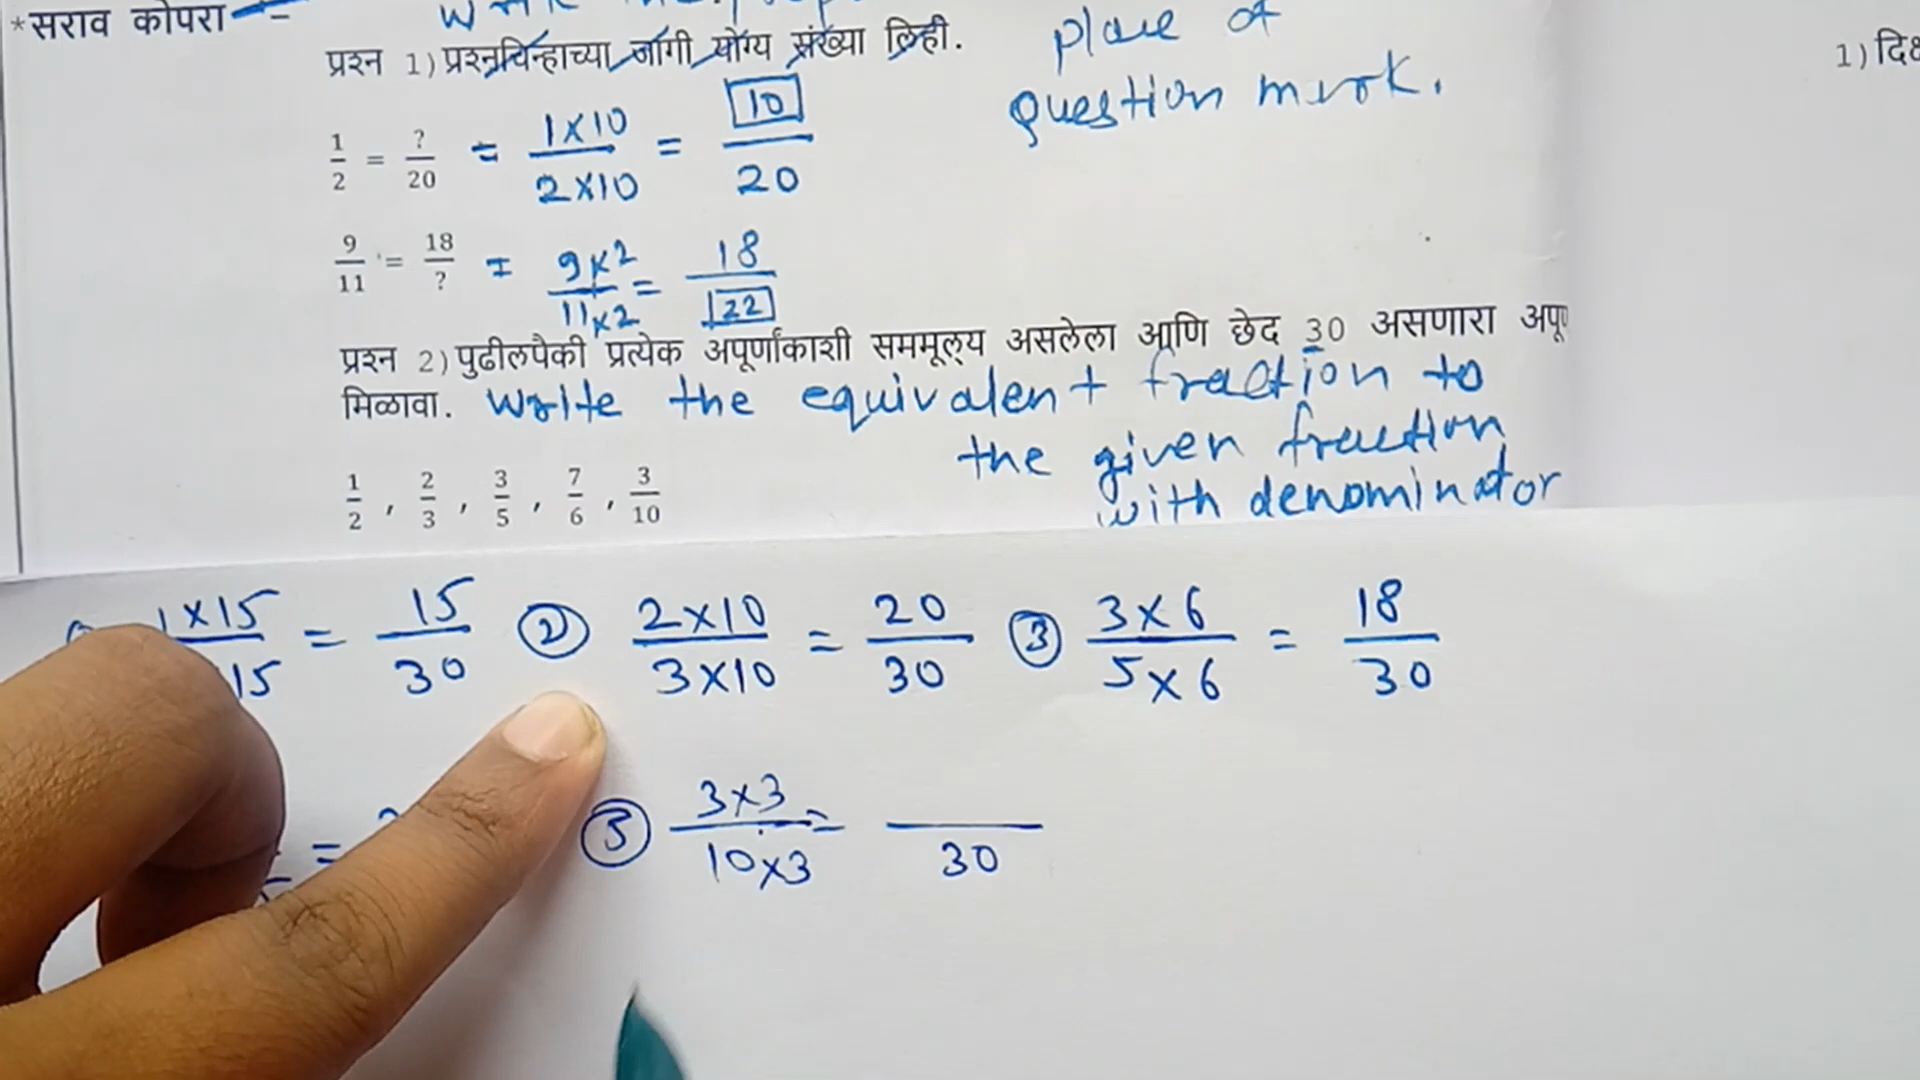 *सराव कोपरा
प्रश्न 1) प्रश्नचिन्हाच्या जागी योग्य संख्या लिही. place of
question mark.
1/2 = ?/20 = 1×10/2×10 = 10/20
9/11 = 18/? = 9×2/11×2 = 18/22
प्रश्न 2) पुढीलपैकी प्रत्येक अपूर्णांकाशी सममूल्य असलेला आणि छेद 30 असणारा
मिळावा. Write the equivalent fraction to
the given fraction
with denominator
1/2 , 2/3 , 3/5 , 7/6 , 3/10
1×15/15 = 15/30 ② 2×10/3×10 = 20/30 ③ 3×6/5×6 = 18/30
= ⑤ 3×3/10×3 = /30
1)